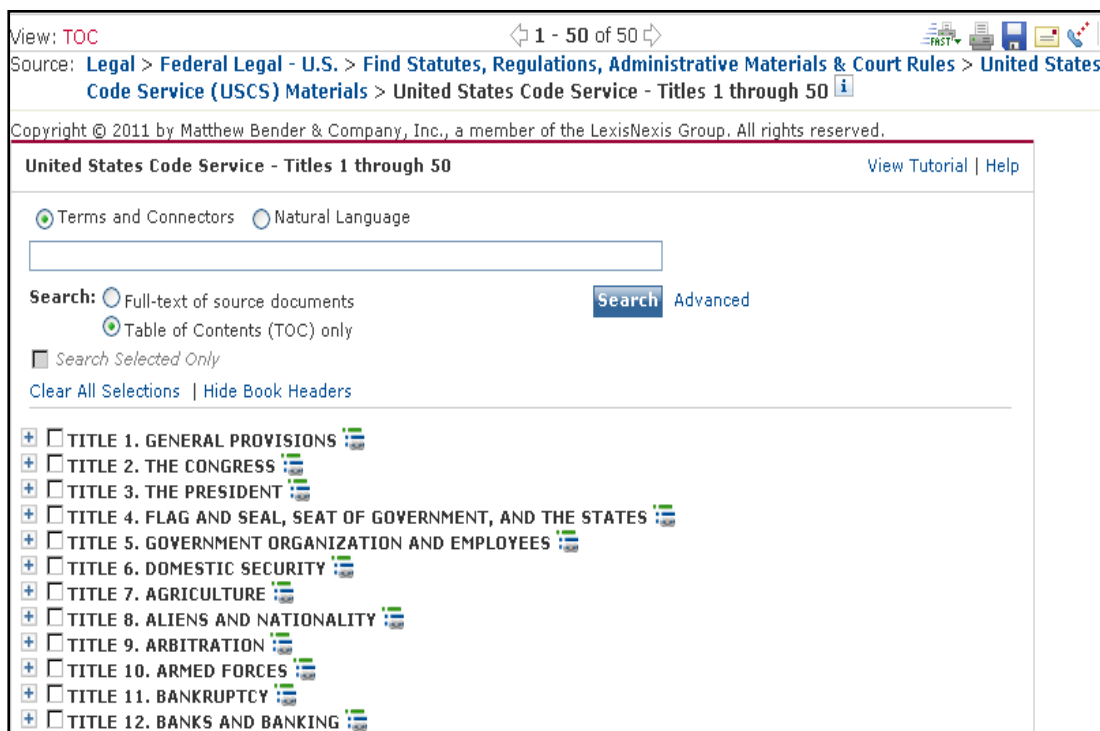 View: TOC 1 - 50 of 50 FAST
Source: Legal > Federal Legal - U.S. > Find Statutes, Regulations, Administrative Materials & Court Rules > United States
Code Service (USCS) Materials > United States Code Service - Titles 1 through 50 i
Copyright © 2011 by Matthew Bender & Company, Inc., a member of the LexisNexis Group. All rights reserved.
United States Code Service - Titles 1 through 50 View Tutorial | Help
Terms and Connectors Natural Language
Search: Full-text of source documents Search Advanced
Table of Contents (TOC) only
Search Selected Only
Clear All Selections | Hide Book Headers
TITLE 1. GENERAL PROVISIONS
TITLE 2. THE CONGRESS
TITLE 3. THE PRESIDENT
TITLE 4. FLAG AND SEAL, SEAT OF GOVERNMENT, AND THE STATES
TITLE 5. GOVERNMENT ORGANIZATION AND EMPLOYEES
TITLE 6. DOMESTIC SECURITY
TITLE 7. AGRICULTURE
TITLE 8. ALIENS AND NATIONALITY
TITLE 9. ARBITRATION
TITLE 10. ARMED FORCES
TITLE 11. BANKRUPTCY
TITLE 12. BANKS AND BANKING